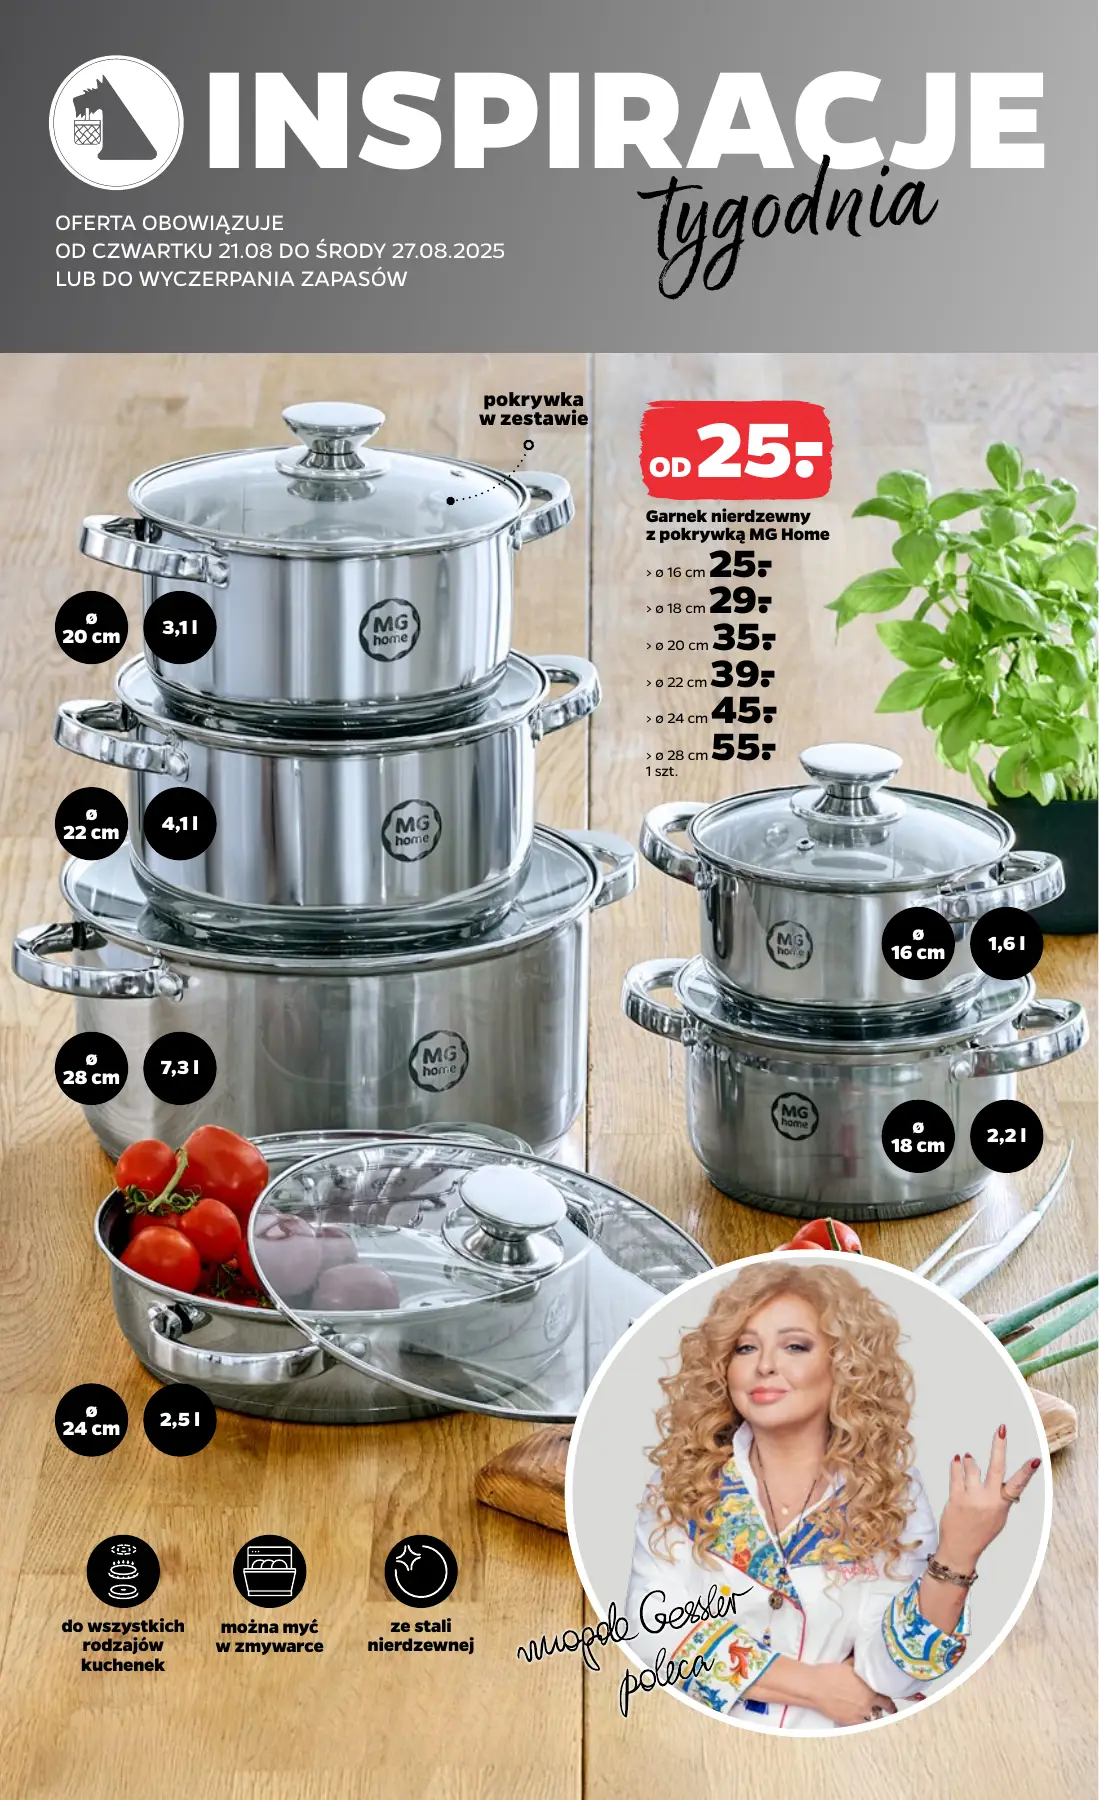 INSPIRACJE
tygodnia
OFERTA OBOWIĄZUJE
OD CZWARTKU 21.08 DO ŚRODY 27.08.2025
LUB DO WYCZERPANIA ZAPASÓW
pokrywka
w zestawie
OD 25.-
Garnek nierdzewny
z pokrywką MG Home
> ø 16 cm 25.-
> ø 18 cm 29.-
> ø 20 cm 35.-
> ø 22 cm 39.-
> ø 24 cm 45.-
> ø 28 cm 55.-
1 szt.
ø
20 cm
3,1 l
MG
home
ø
22 cm
4,1 l
MG
home
ø
16 cm
1,6 l
MG
home
ø
28 cm
7,3 l
MG
home
ø
18 cm
2,2 l
MG
home
ø
24 cm
2,5 l
do wszystkich
rodzajów
kuchenek
można myć
w zmywarce
ze stali
nierdzewnej
magda Gessler
poleca